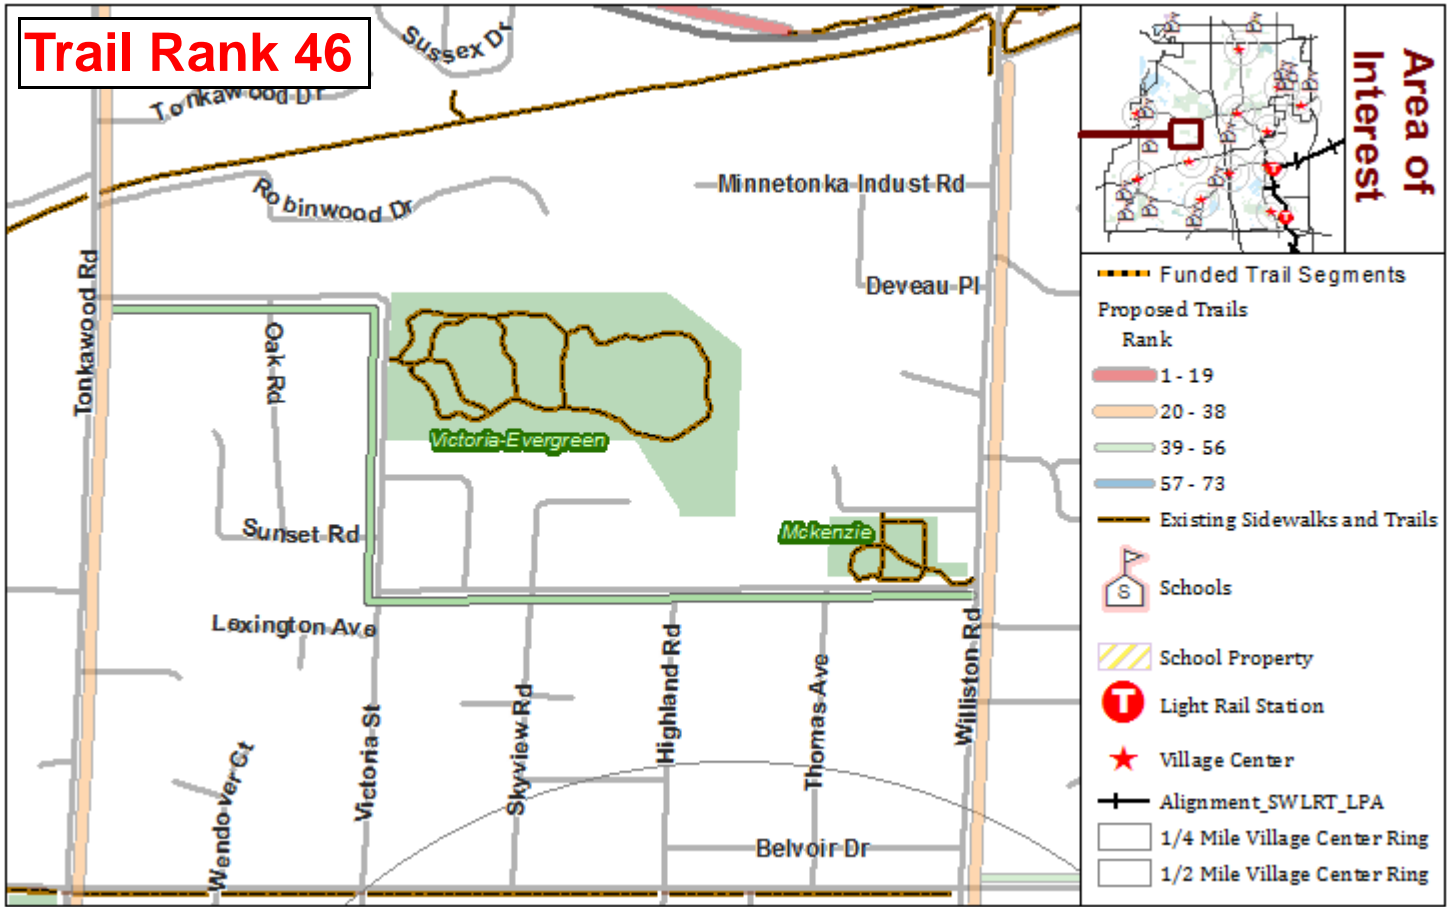 Trail Rank 46
Sussex Dr
Tonkawood Dr
Robinwood Dr
Minnetonka Indust Rd
Deveau Pl
Tonkawood Rd
Oak Rd
Victoria-Evergreen
Sunset Rd
Mckenzie
Lexington Ave
Williston Rd
Highland Rd
Thomas Ave
Skyview Rd
Victoria St
Wendover Ct
Belvoir Dr
Area of
Interest
T
T
Funded Trail Segments
Proposed Trails
Rank
1 - 19
20 - 38
39 - 56
57 - 73
Existing Sidewalks and Trails
S
Schools
School Property
T
Light Rail Station
Village Center
Alignment_SWLRT_LPA
1/4 Mile Village Center Ring
1/2 Mile Village Center Ring